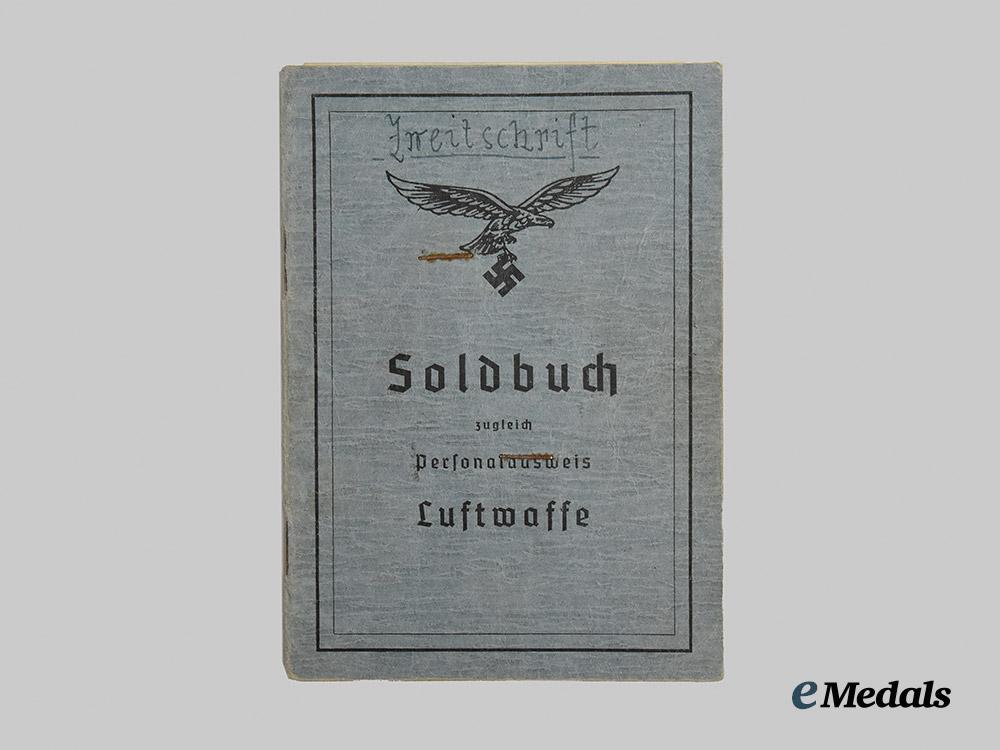 Zweitschrift
Soldbuch
zugleich
Personalausweis
Luftwaffe
eMedals